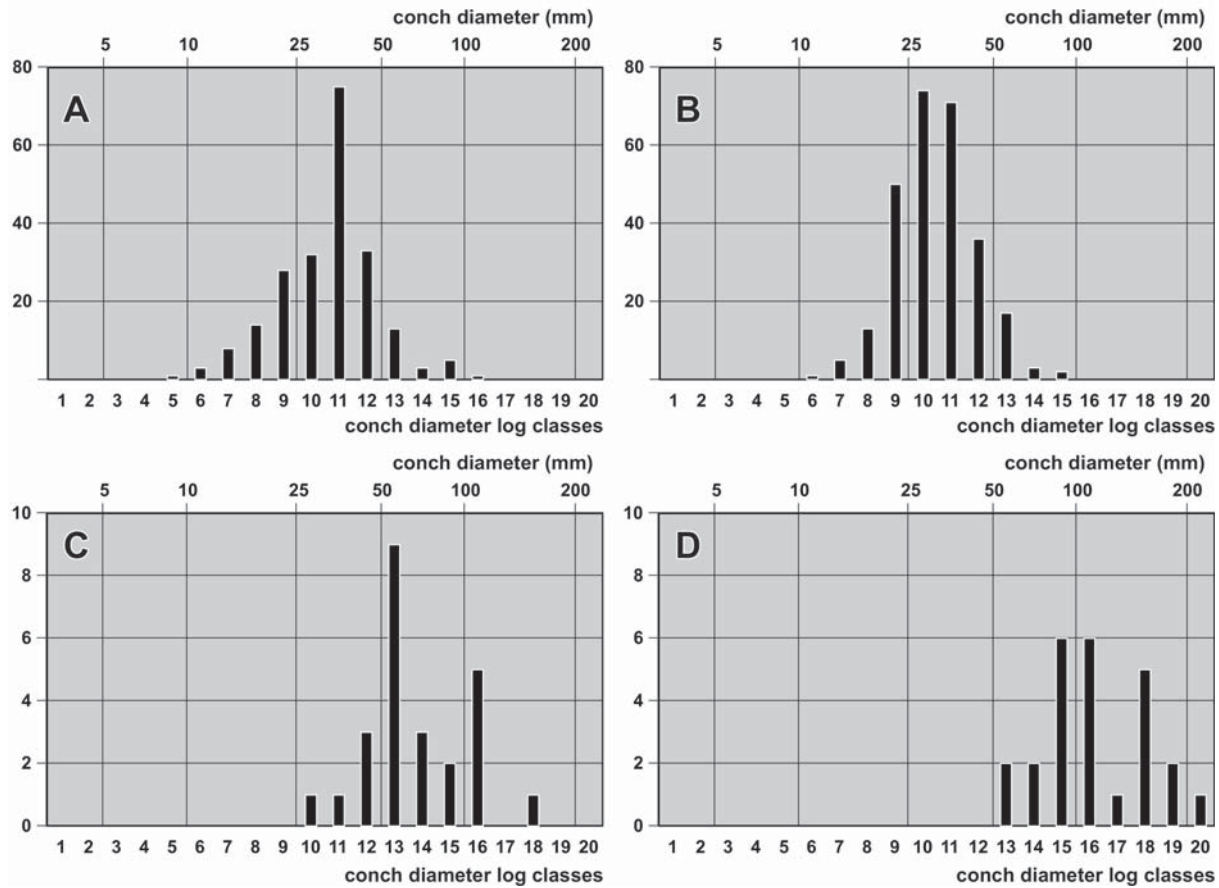 conch diameter (mm) conch diameter (mm)
5 10 25 50 100 200 5 10 25 50 100 200
80 80
A B
60 60
40 40
20 20
1 2 3 4 5 6 7 8 9 10 11 12 13 14 15 16 17 18 19 20 1 2 3 4 5 6 7 8 9 10 11 12 13 14 15 16 17 18 19 20
conch diameter log classes conch diameter log classes
conch diameter (mm) conch diameter (mm)
5 10 25 50 100 200 5 10 25 50 100 200
10 10
C D
8 8
6 6
4 4
2 2
0 0
1 2 3 4 5 6 7 8 9 10 11 12 13 14 15 16 17 18 19 20 1 2 3 4 5 6 7 8 9 10 11 12 13 14 15 16 17 18 19 20
conch diameter log classes conch diameter log classes